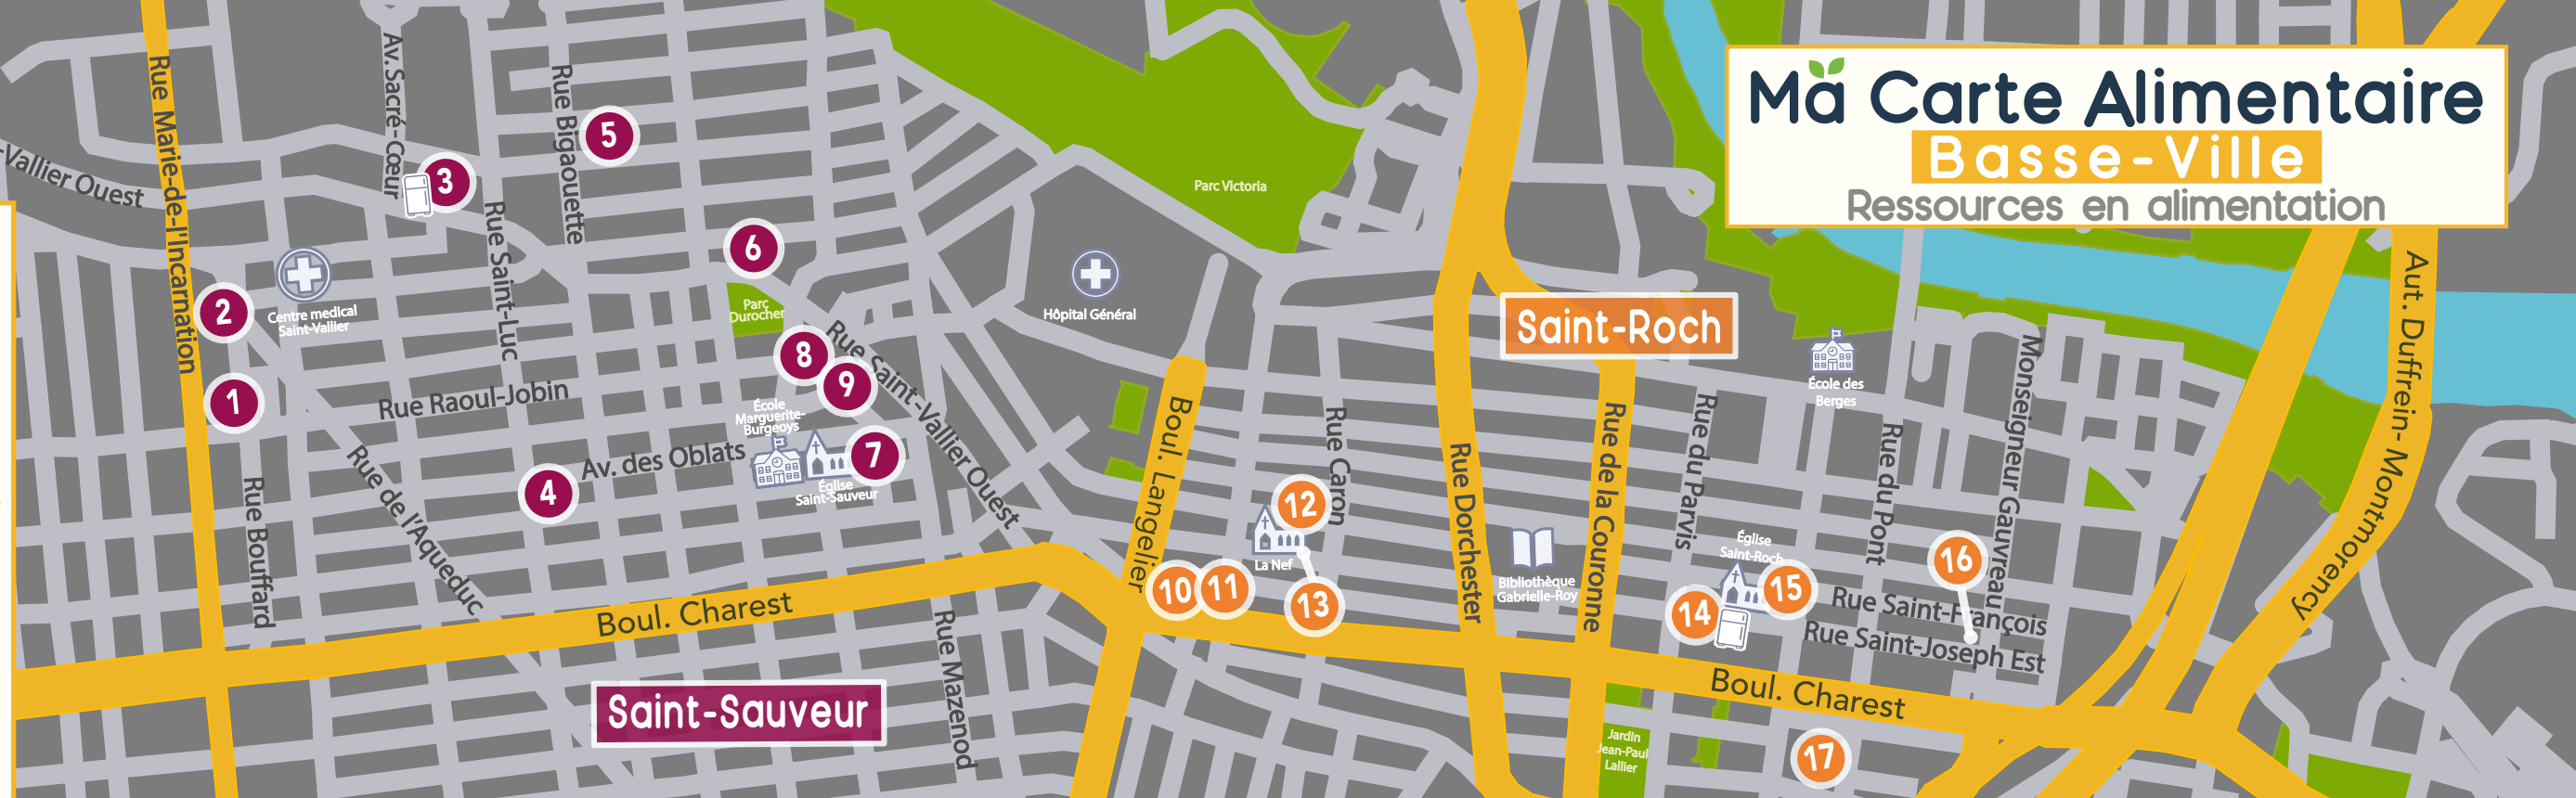 Ma Carte Alimentaire
Basse-Ville
Ressources en alimentation
Rue Marie-de-l'Incarnation
-Vallier Ouest
Av. Sacré-Cœur
Rue Bigaouette
Rue Saint-Luc
5
3
6
2
1
Centre medical
Saint-Vallier
Parc
Durocher
8
9
Rue Saint-Vallier Ouest
Rue Raoul-Jobin
École
Marguerite-
Burgeoys
7
Église
Saint-Sauveur
Av. des Oblats
4
Rue de l'Aqueduc
Rue Bouffard
Boul. Charest
Saint-Sauveur
Rue Mazenod
Parc Victoria
Hôpital Général
Boul. Langelier
Rue Caron
12
La Nef
10
11
13
Saint-Roch
Rue Dorchester
Rue de la Couronne
Bibliothèque
Gabrielle-Roy
Rue du Parvis
Église
Saint-Roch
14
15
École des
Berges
Rue du Pont
16
Monseigneur Gauvreau
Rue Saint-François
Rue Saint-Joseph Est
Boul. Charest
Jardin
Jean-Paul
Lallier
17
Aut. Duffrein-Montmorency